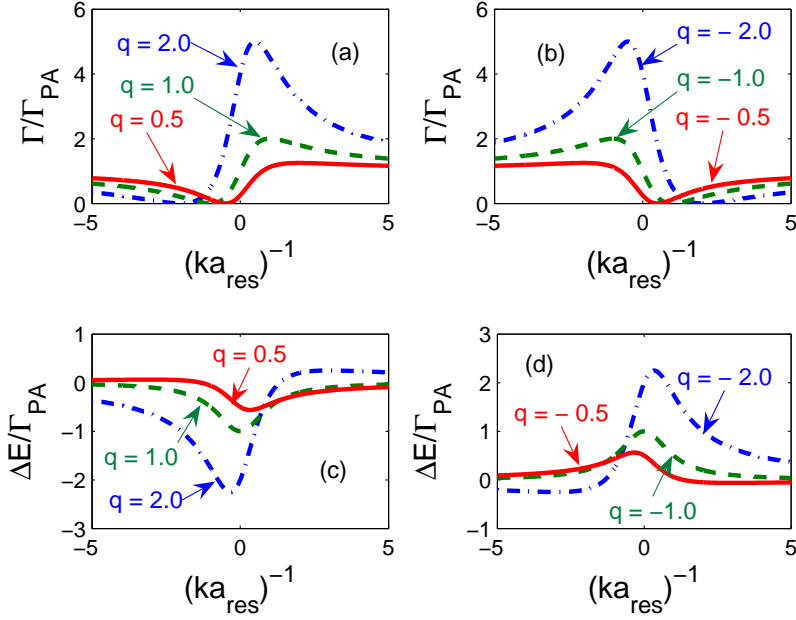 6
4
2
0
Γ/Γ_PA
q = 2.0
(a)
q = 1.0
q = 0.5
−5 0 5
(ka_res)^−1
6
4
2
0
Γ/Γ_PA
(b)
q = − 2.0
q = −1.0
q = − 0.5
−5 0 5
(ka_res)^−1
1
0
−1
−2
−3
ΔE/Γ_PA
q = 0.5
q = 1.0
(c)
q = 2.0
−5 0 5
(ka_res)^−1
3
2
1
0
−1
ΔE/Γ_PA
(d)
q = − 2.0
q = − 0.5
q = −1.0
−5 0 5
(ka_res)^−1